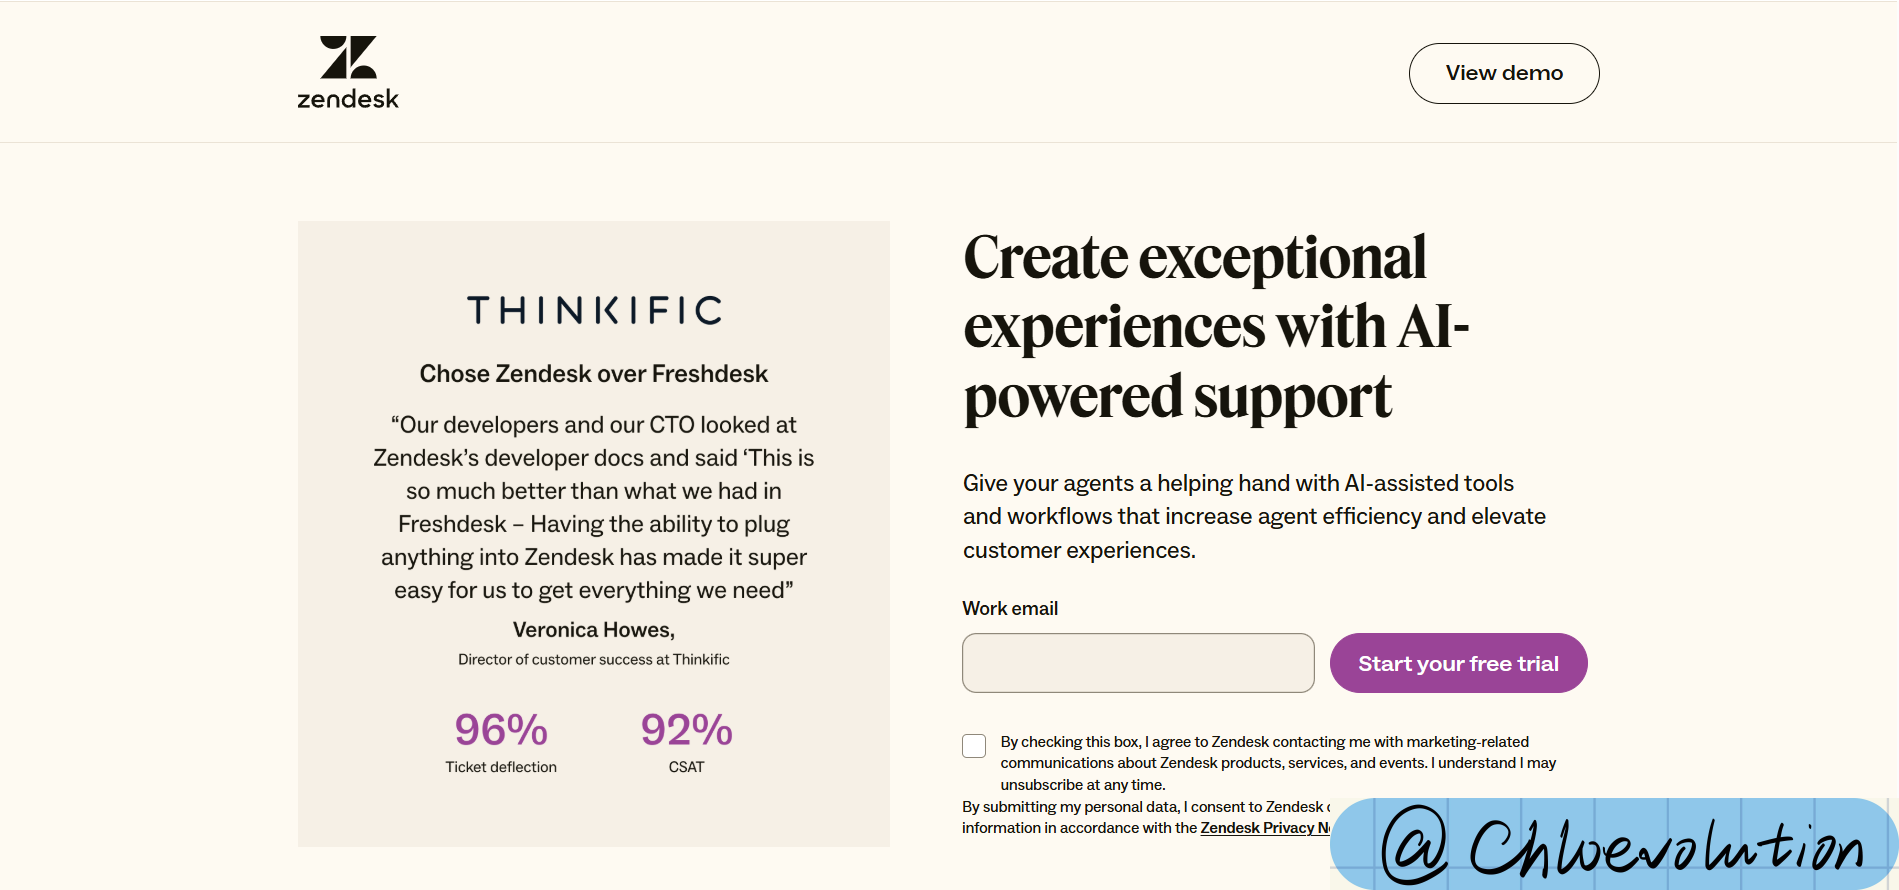 zendesk
View demo
THINKIFIC
Chose Zendesk over Freshdesk
“Our developers and our CTO looked at
Zendesk’s developer docs and said ‘This is
so much better than what we had in
Freshdesk – Having the ability to plug
anything into Zendesk has made it super
easy for us to get everything we need”
Veronica Howes,
Director of customer success at Thinkific
96% 92%
Ticket deflection CSAT
Create exceptional
experiences with AI-
powered support
Give your agents a helping hand with AI-assisted tools
and workflows that increase agent efficiency and elevate
customer experiences.
Work email
Start your free trial
By checking this box, I agree to Zendesk contacting me with marketing-related
communications about Zendesk products, services, and events. I understand I may
unsubscribe at any time.
By submitting my personal data, I consent to Zendesk
information in accordance with the Zendesk Privacy
@Chloevolution